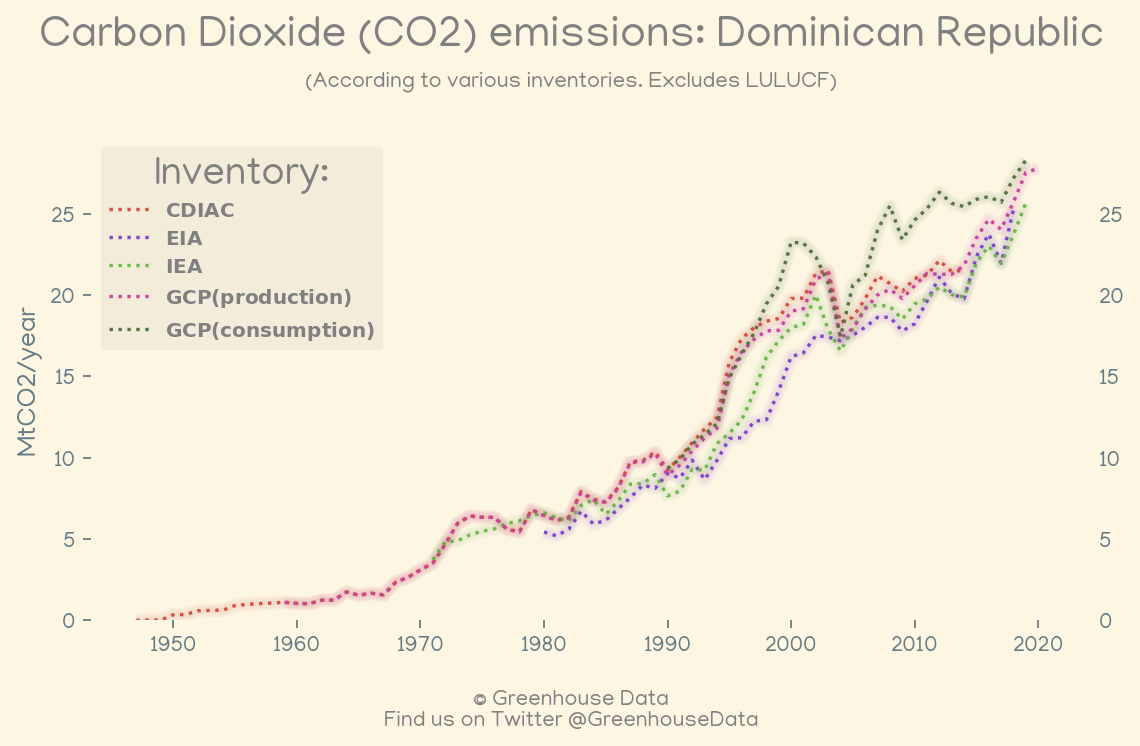 Carbon Dioxide (CO2) emissions: Dominican Republic
(According to various inventories. Excludes LULUCF)
Inventory:
CDIAC
EIA
IEA
GCP(production)
GCP(consumption)
MtCO2/year
25
20
15
10
5
0
25
20
15
10
5
0
1950 1960 1970 1980 1990 2000 2010 2020
© Greenhouse Data
Find us on Twitter @GreenhouseData